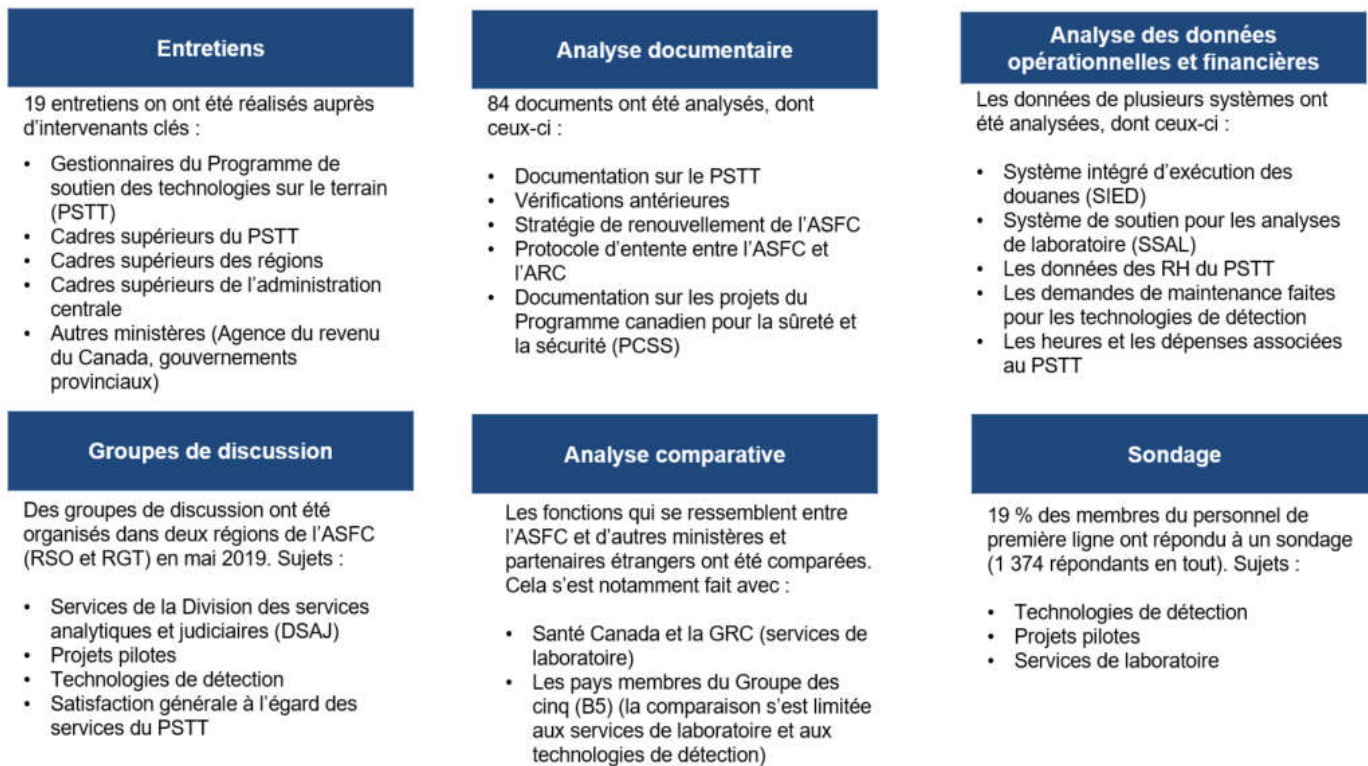 Entretiens
19 entretiens on ont été réalisés auprès
d'intervenants clés :
• Gestionnaires du Programme de
soutien des technologies sur le terrain
(PSTT)
• Cadres supérieurs du PSTT
• Cadres supérieurs des régions
• Cadres supérieurs de l'administration
centrale
• Autres ministères (Agence du revenu
du Canada, gouvernements
provinciaux)
Analyse documentaire
84 documents ont été analysés, dont
ceux-ci :
• Documentation sur le PSTT
• Vérifications antérieures
• Stratégie de renouvellement de l'ASFC
• Protocole d'entente entre l'ASFC et
l'ARC
• Documentation sur les projets du
Programme canadien pour la sûreté et
la sécurité (PCSS)
Analyse des données
opérationnelles et financières
Les données de plusieurs systèmes ont
été analysées, dont ceux-ci :
• Système intégré d'exécution des
douanes (SIED)
• Système de soutien pour les analyses
de laboratoire (SSAL)
• Les données des RH du PSTT
• Les demandes de maintenance faites
pour les technologies de détection
• Les heures et les dépenses associées
au PSTT
Groupes de discussion
Des groupes de discussion ont été
organisés dans deux régions de l'ASFC
(RSO et RGT) en mai 2019. Sujets :
• Services de la Division des services
analytiques et judiciaires (DSAJ)
• Projets pilotes
• Technologies de détection
• Satisfaction générale à l'égard des
services du PSTT
Analyse comparative
Les fonctions qui se ressemblent entre
l'ASFC et d'autres ministères et
partenaires étrangers ont été comparées.
Cela s'est notamment fait avec :
• Santé Canada et la GRC (services de
laboratoire)
• Les pays membres du Groupe des
cinq (B5) (la comparaison s'est limitée
aux services de laboratoire et aux
technologies de détection)
Sondage
19 % des membres du personnel de
première ligne ont répondu à un sondage
(1 374 répondants en tout). Sujets :
• Technologies de détection
• Projets pilotes
• Services de laboratoire